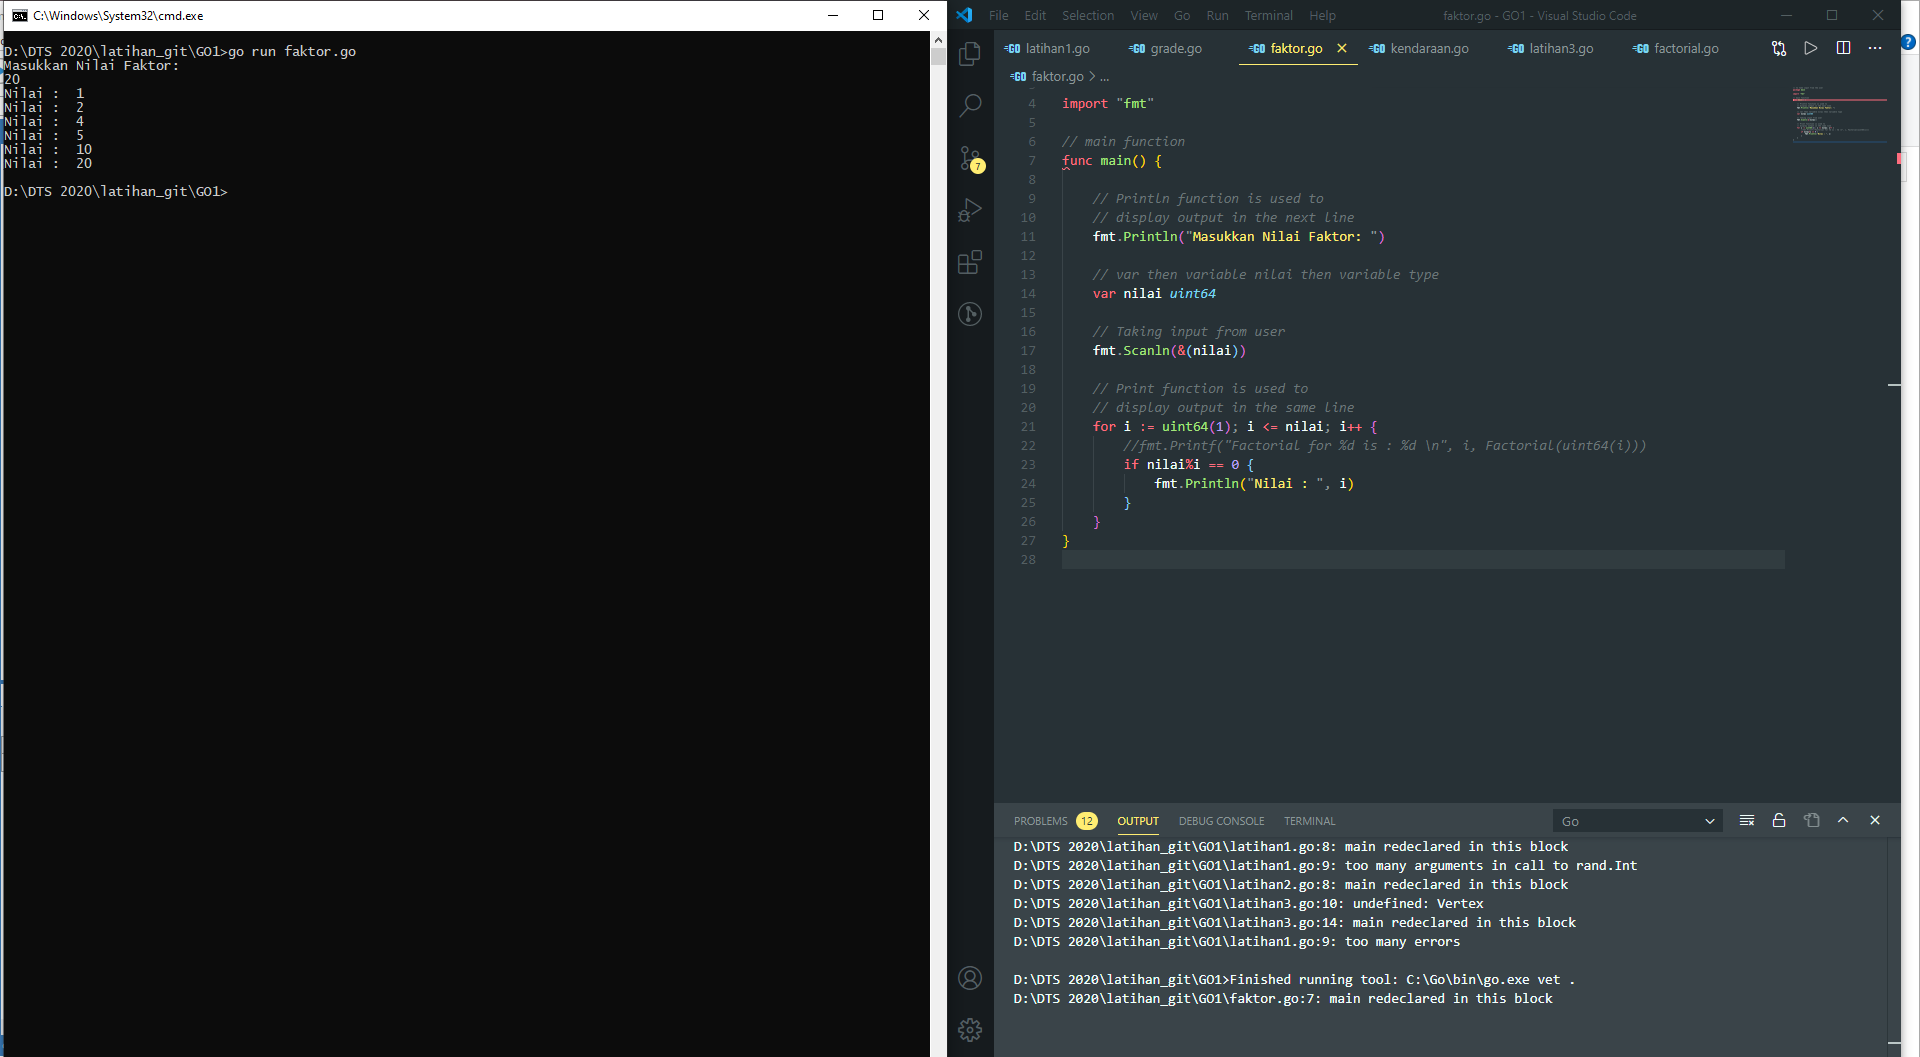 C:\Windows\System32\cmd.exe
D:\DTS 2020\latihan_git\GO1>go run faktor.go
Masukkan Nilai Faktor:
20
Nilai :  1
Nilai :  2
Nilai :  4
Nilai :  5
Nilai :  10
Nilai :  20
D:\DTS 2020\latihan_git\GO1>
File Edit Selection View Go Run Terminal Help faktor.go - GO1 - Visual Studio Code
GO latihan1.go GO grade.go GO faktor.go GO kendaraan.go GO latihan3.go GO factorial.go
GO faktor.go > ...
4 import "fmt"
5
6 // main function
7 func main() {
8
9 // Println function is used to
10 // display output in the next line
11 fmt.Println("Masukkan Nilai Faktor: ")
12
13 // var then variable nilai then variable type
14 var nilai uint64
15
16 // Taking input from user
17 fmt.Scanln(&(nilai))
18
19 // Print function is used to
20 // display output in the same line
21 for i := uint64(1); i <= nilai; i++ {
22 //fmt.Printf("Factorial for %d is : %d \n", i, Factorial(uint64(i)))
23 if nilai%i == 0 {
24 fmt.Println("Nilai : ", i)
25 }
26 }
27 }
28
7
PROBLEMS 12 OUTPUT DEBUG CONSOLE TERMINAL Go
D:\DTS 2020\latihan_git\GO1\latihan1.go:8: main redeclared in this block
D:\DTS 2020\latihan_git\GO1\latihan1.go:9: too many arguments in call to rand.Int
D:\DTS 2020\latihan_git\GO1\latihan2.go:8: main redeclared in this block
D:\DTS 2020\latihan_git\GO1\latihan3.go:10: undefined: Vertex
D:\DTS 2020\latihan_git\GO1\latihan3.go:14: main redeclared in this block
D:\DTS 2020\latihan_git\GO1\latihan1.go:9: too many errors
D:\DTS 2020\latihan_git\GO1>Finished running tool: C:\Go\bin\go.exe vet .
D:\DTS 2020\latihan_git\GO1\faktor.go:7: main redeclared in this block